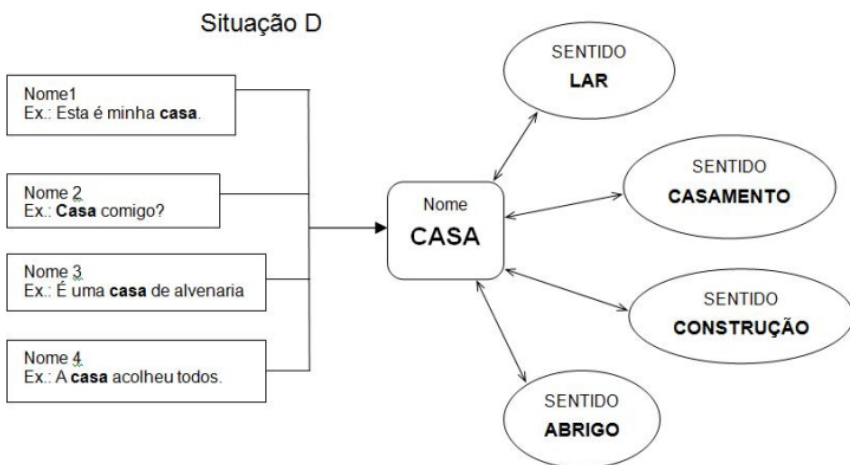 Situação D
Nome1
Ex.: Esta é minha casa.
Nome 2
Ex.: Casa comigo?
Nome 3
Ex.: É uma casa de alvenaria
Nome 4
Ex.: A casa acolheu todos.
Nome
CASA
SENTIDO
LAR
SENTIDO
CASAMENTO
SENTIDO
CONSTRUÇÃO
SENTIDO
ABRIGO